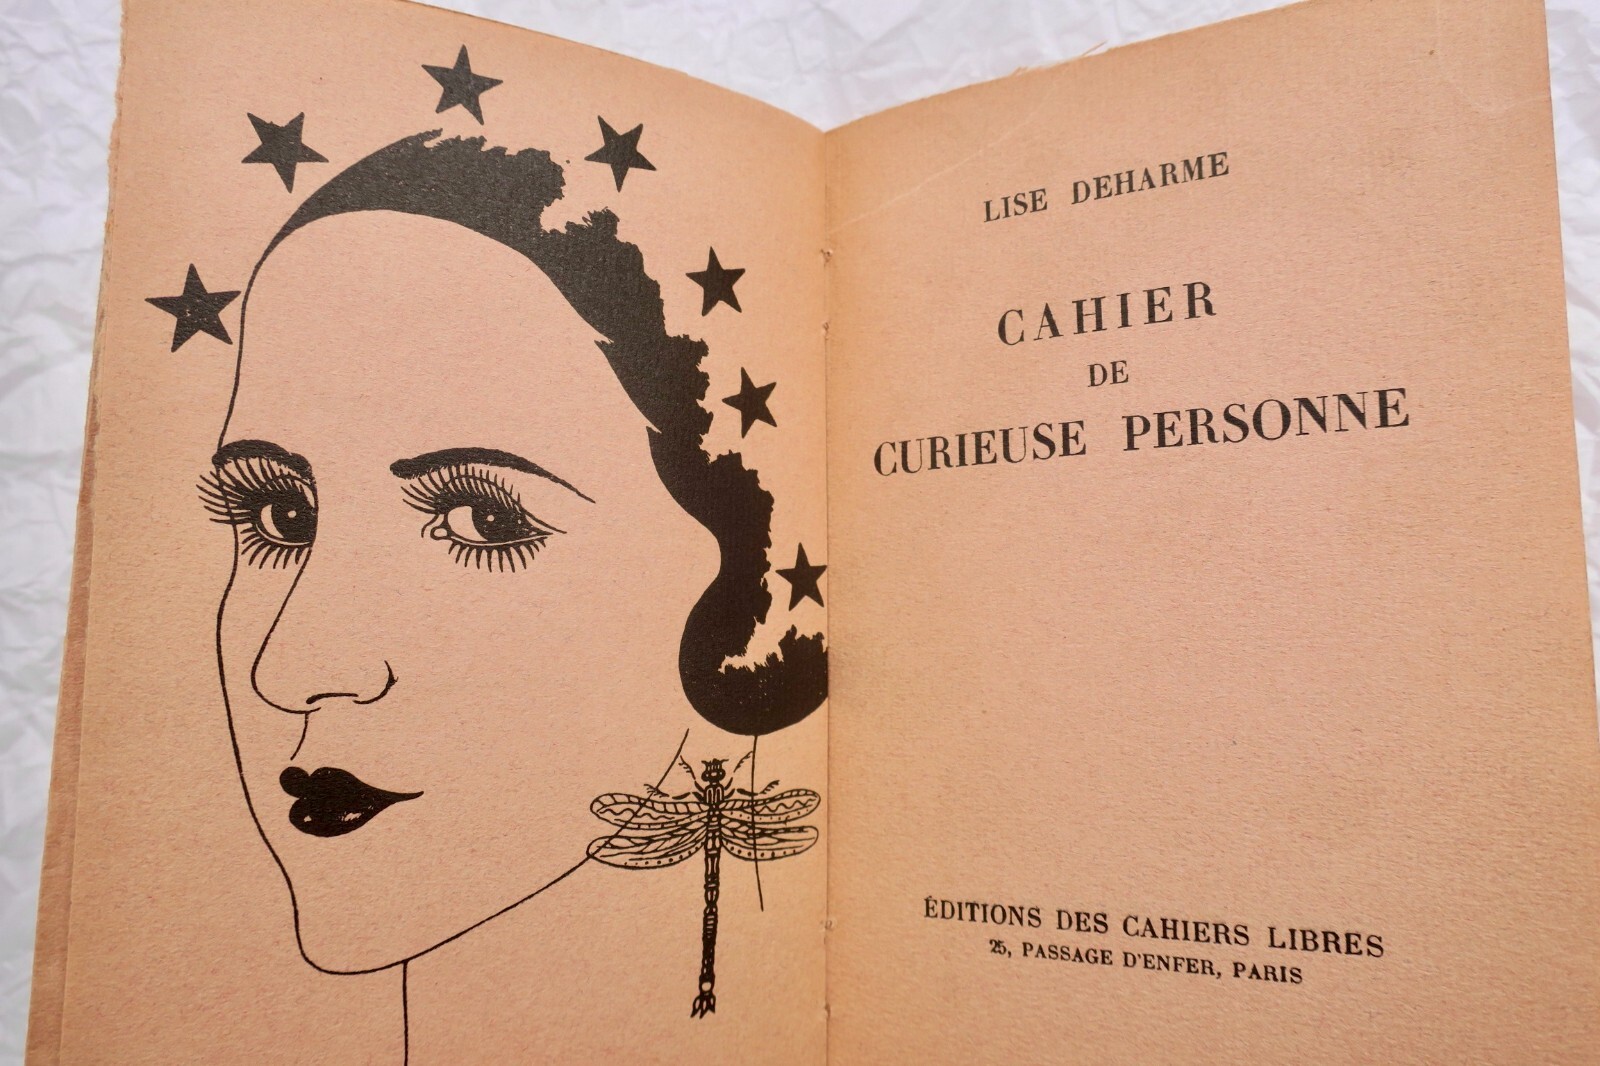 LISE DEHARME
CAHIER
DE
CURIEUSE PERSONNE
ÉDITIONS DES CAHIERS LIBRES
25, PASSAGE D'ENFER, PARIS